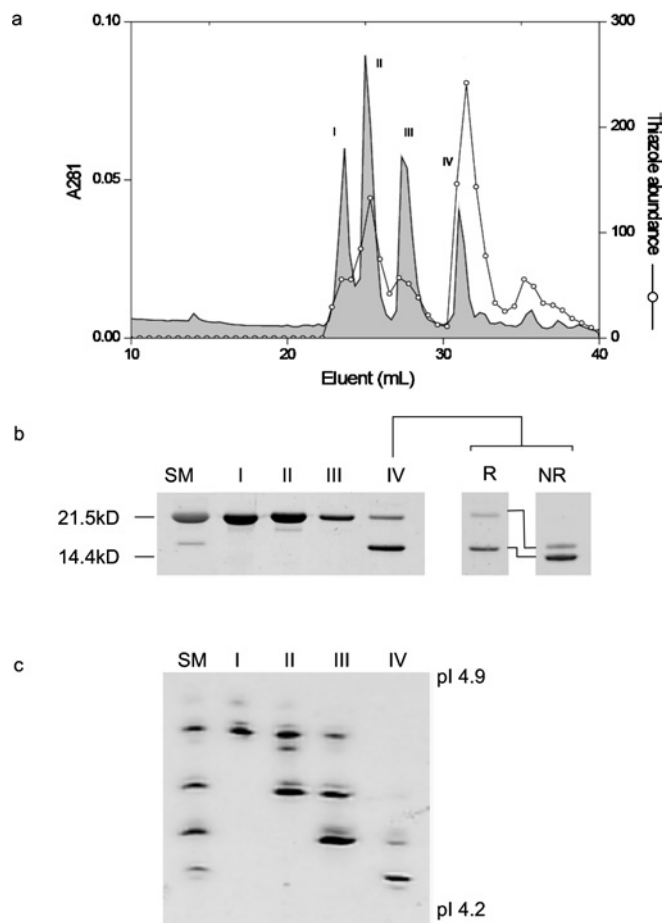 a
0.10
0.05
0.00
A281
I
II
III
IV
300
200
100
0
Thiazole abundance
10
20
30
40
Eluent (mL)
b
SM I II III IV R NR
21.5kD
14.4kD
c
SM I II III IV
pI 4.9
pI 4.2